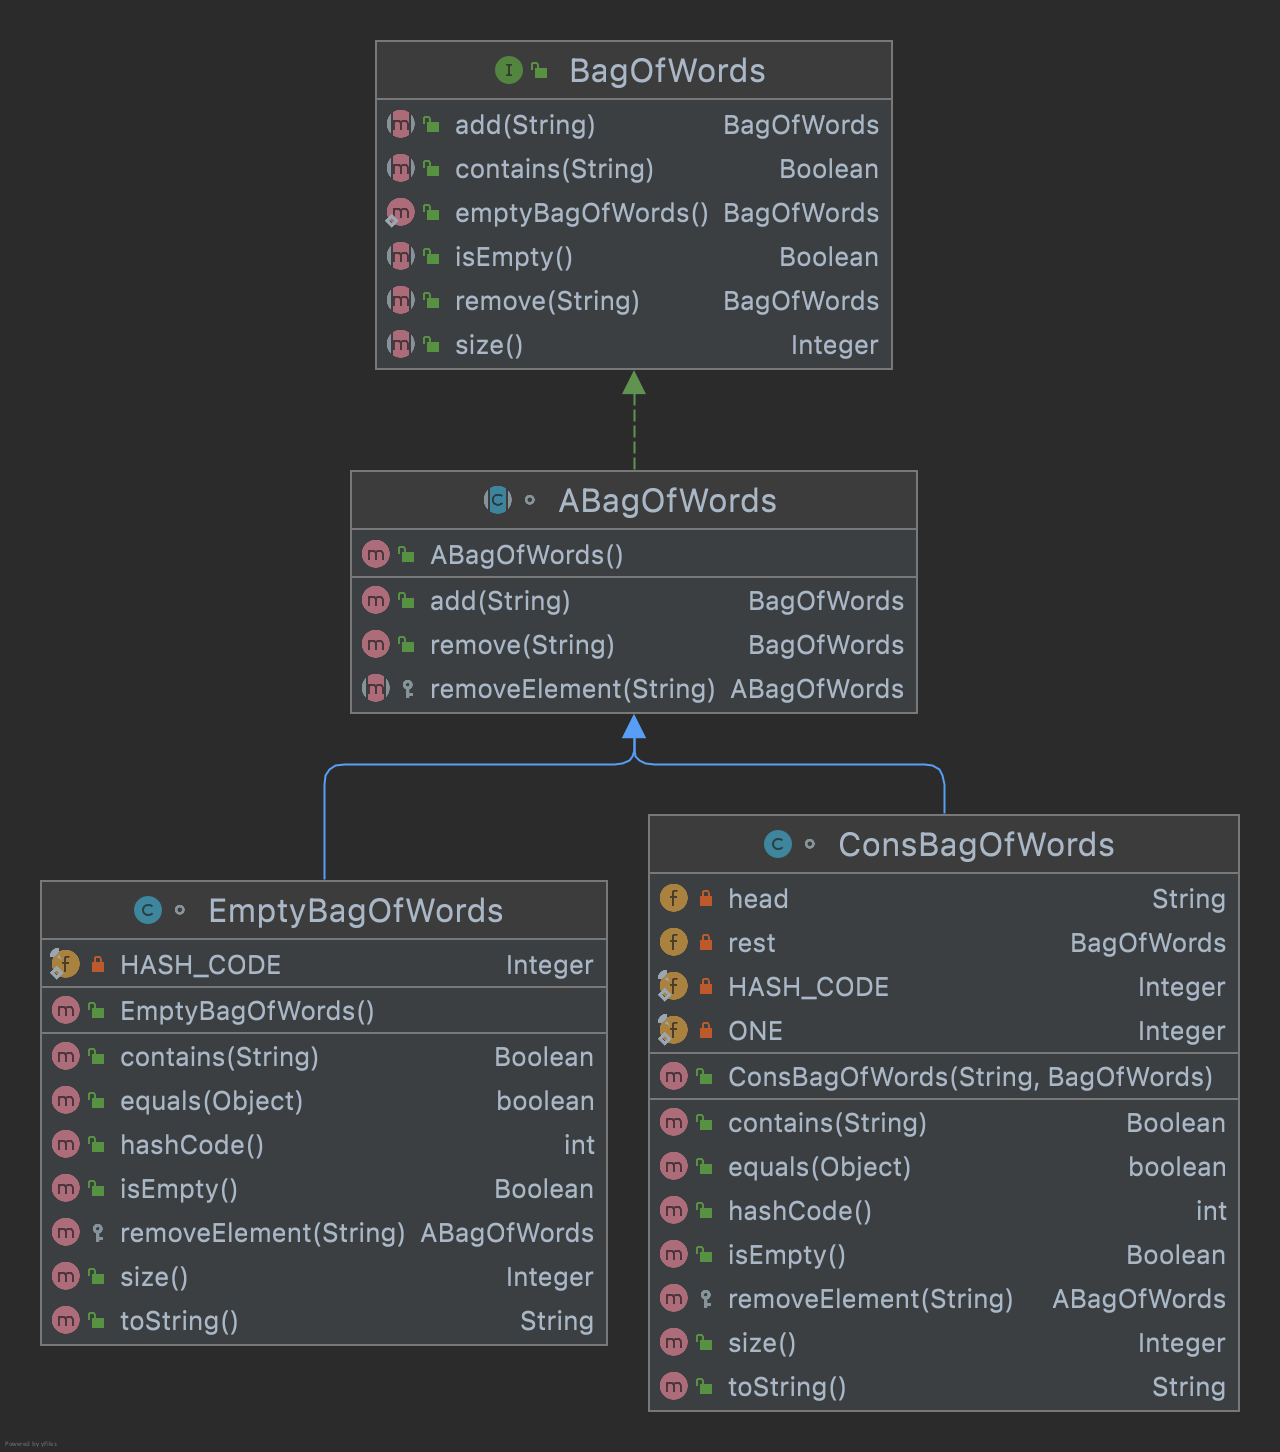 BagOfWords
add(String) BagOfWords
contains(String) Boolean
emptyBagOfWords() BagOfWords
isEmpty() Boolean
remove(String) BagOfWords
size() Integer
ABagOfWords
ABagOfWords()
add(String) BagOfWords
remove(String) BagOfWords
removeElement(String) ABagOfWords
EmptyBagOfWords
HASH_CODE Integer
EmptyBagOfWords()
contains(String) Boolean
equals(Object) boolean
hashCode() int
isEmpty() Boolean
removeElement(String) ABagOfWords
size() Integer
toString() String
ConsBagOfWords
head String
rest BagOfWords
HASH_CODE Integer
ONE Integer
ConsBagOfWords(String, BagOfWords)
contains(String) Boolean
equals(Object) boolean
hashCode() int
isEmpty() Boolean
removeElement(String) ABagOfWords
size() Integer
toString() String
Powered by yFiles